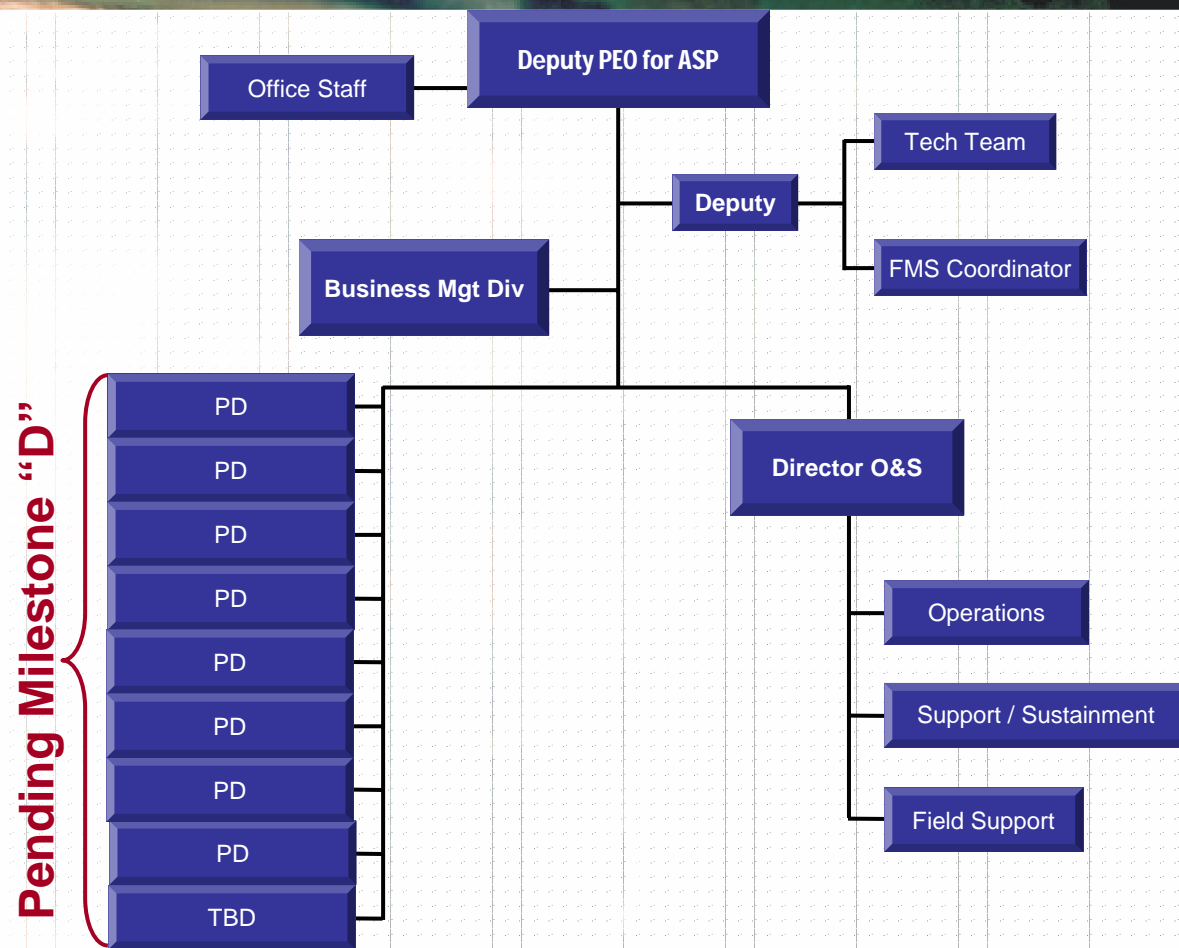 Deputy PEO for ASP
Office Staff
Tech Team
Deputy
FMS Coordinator
Business Mgt Div
Pending Milestone “D”
PD
PD
PD
PD
PD
PD
PD
PD
TBD
Director O&S
Operations
Support / Sustainment
Field Support